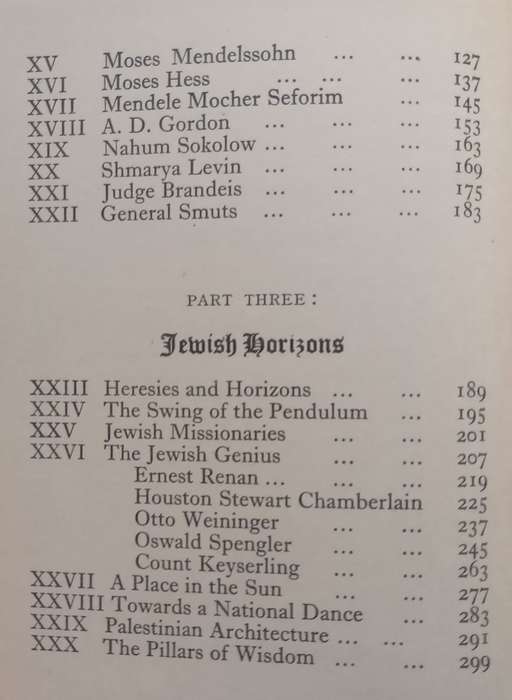 XV Moses Mendelssohn ... ... 127
XVI Moses Hess ... ... ... 137
XVII Mendele Mocher Seforim ... 145
XVIII A. D. Gordon ... ... ... 153
XIX Nahum Sokolow ... ... ... 163
XX Shmarya Levin ... ... ... 169
XXI Judge Brandeis ... ... ... 175
XXII General Smuts ... ... ... 183
PART THREE:
Jewish Horizons
XXIII Heresies and Horizons ... ... 189
XXIV The Swing of the Pendulum ... 195
XXV Jewish Missionaries ... ... 201
XXVI The Jewish Genius ... ... 207
Ernest Renan ... ... ... 219
Houston Stewart Chamberlain 225
Otto Weininger ... ... 237
Oswald Spengler ... ... 245
Count Keyserling ... ... 263
XXVII A Place in the Sun ... ... 277
XXVIII Towards a National Dance ... 283
XXIX Palestinian Architecture ... ... 291
XXX The Pillars of Wisdom ... ... 299